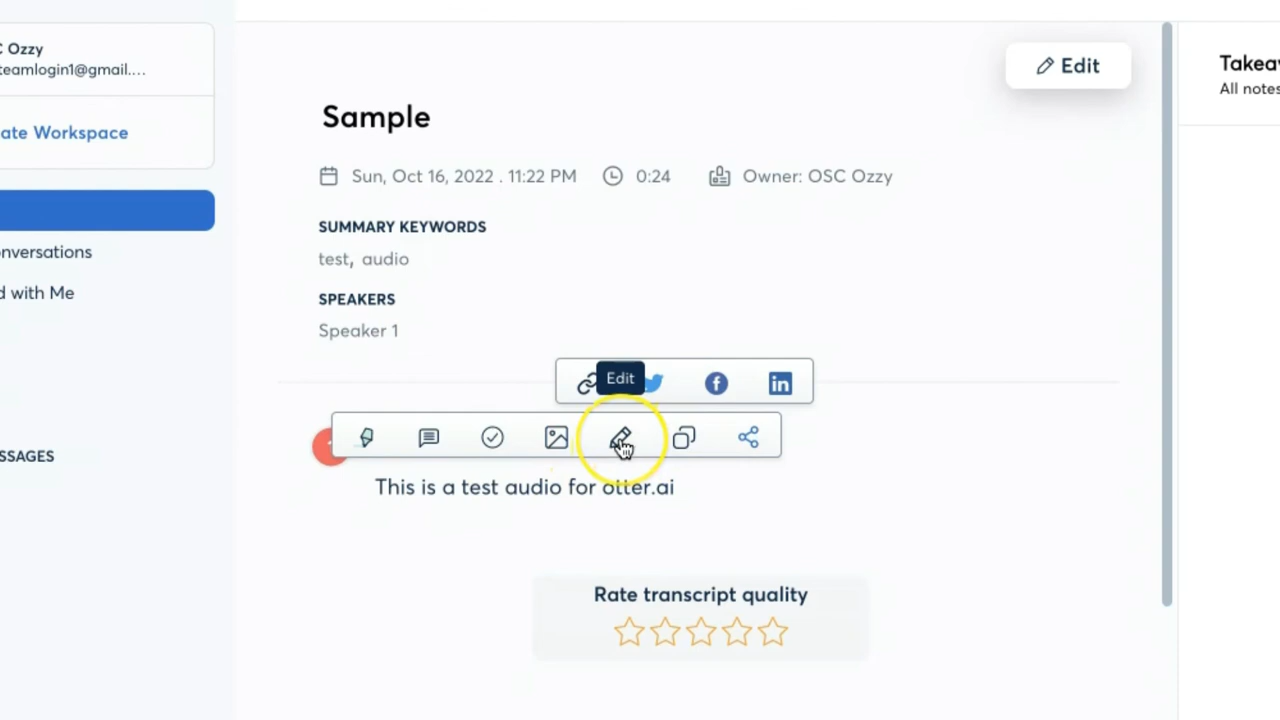 C Ozzy
teamlogin1@gmail....
ate Workspace
nversations
d with Me
SSAGES
Edit
Sample
Sun, Oct 16, 2022 . 11:22 PM
0:24
Owner: OSC Ozzy
SUMMARY KEYWORDS
test, audio
SPEAKERS
Speaker 1
Edit
This is a test audio for otter.ai
Rate transcript quality
Takea
All notes